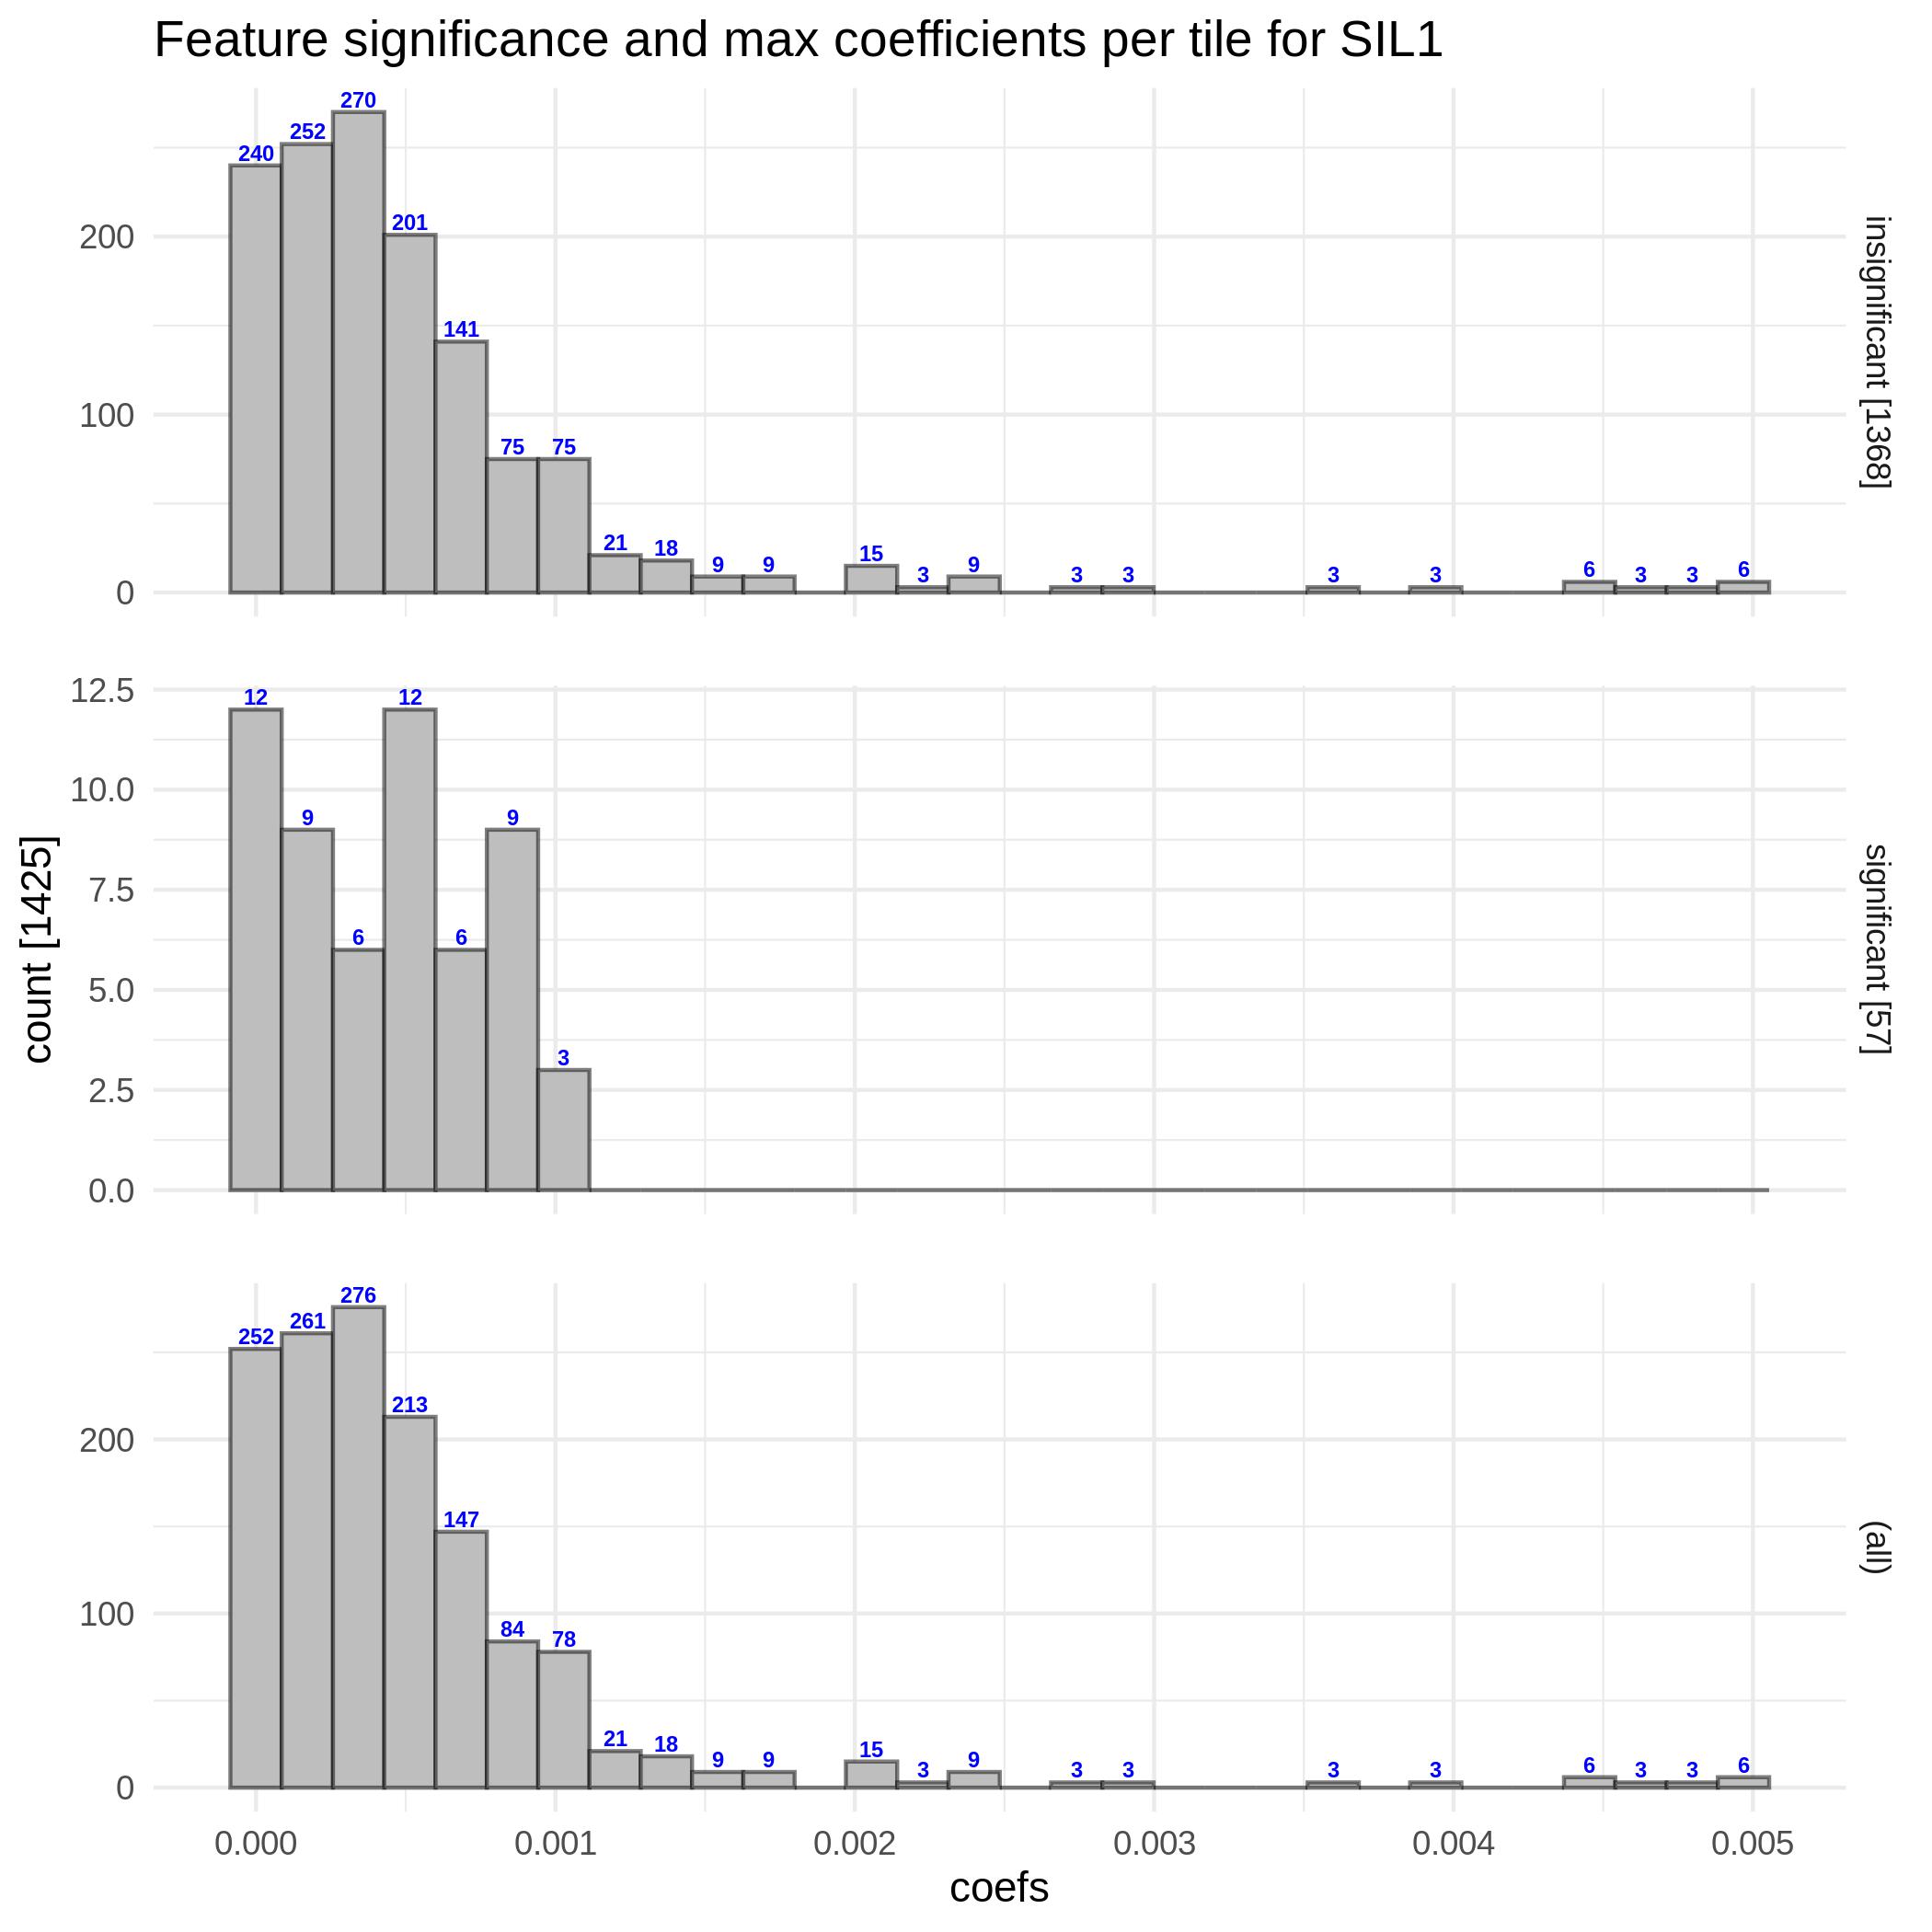 Feature significance and max coefficients per tile for SIL1
270
252
240
201
141
75 75
21 18 9 9 15 3 9 3 3 3 3 6 3 3 6
200
100
0
insignificant [1368]
12.5
10.0
7.5
5.0
2.5
0.0
12 9 6 12 6 9 3
count [1425]
significant [57]
276
261
252
213
147
84 78
21 18 9 9 15 3 9 3 3 3 3 6 3 3 6
200
100
0
(all)
0.000 0.001 0.002 0.003 0.004 0.005
coefs